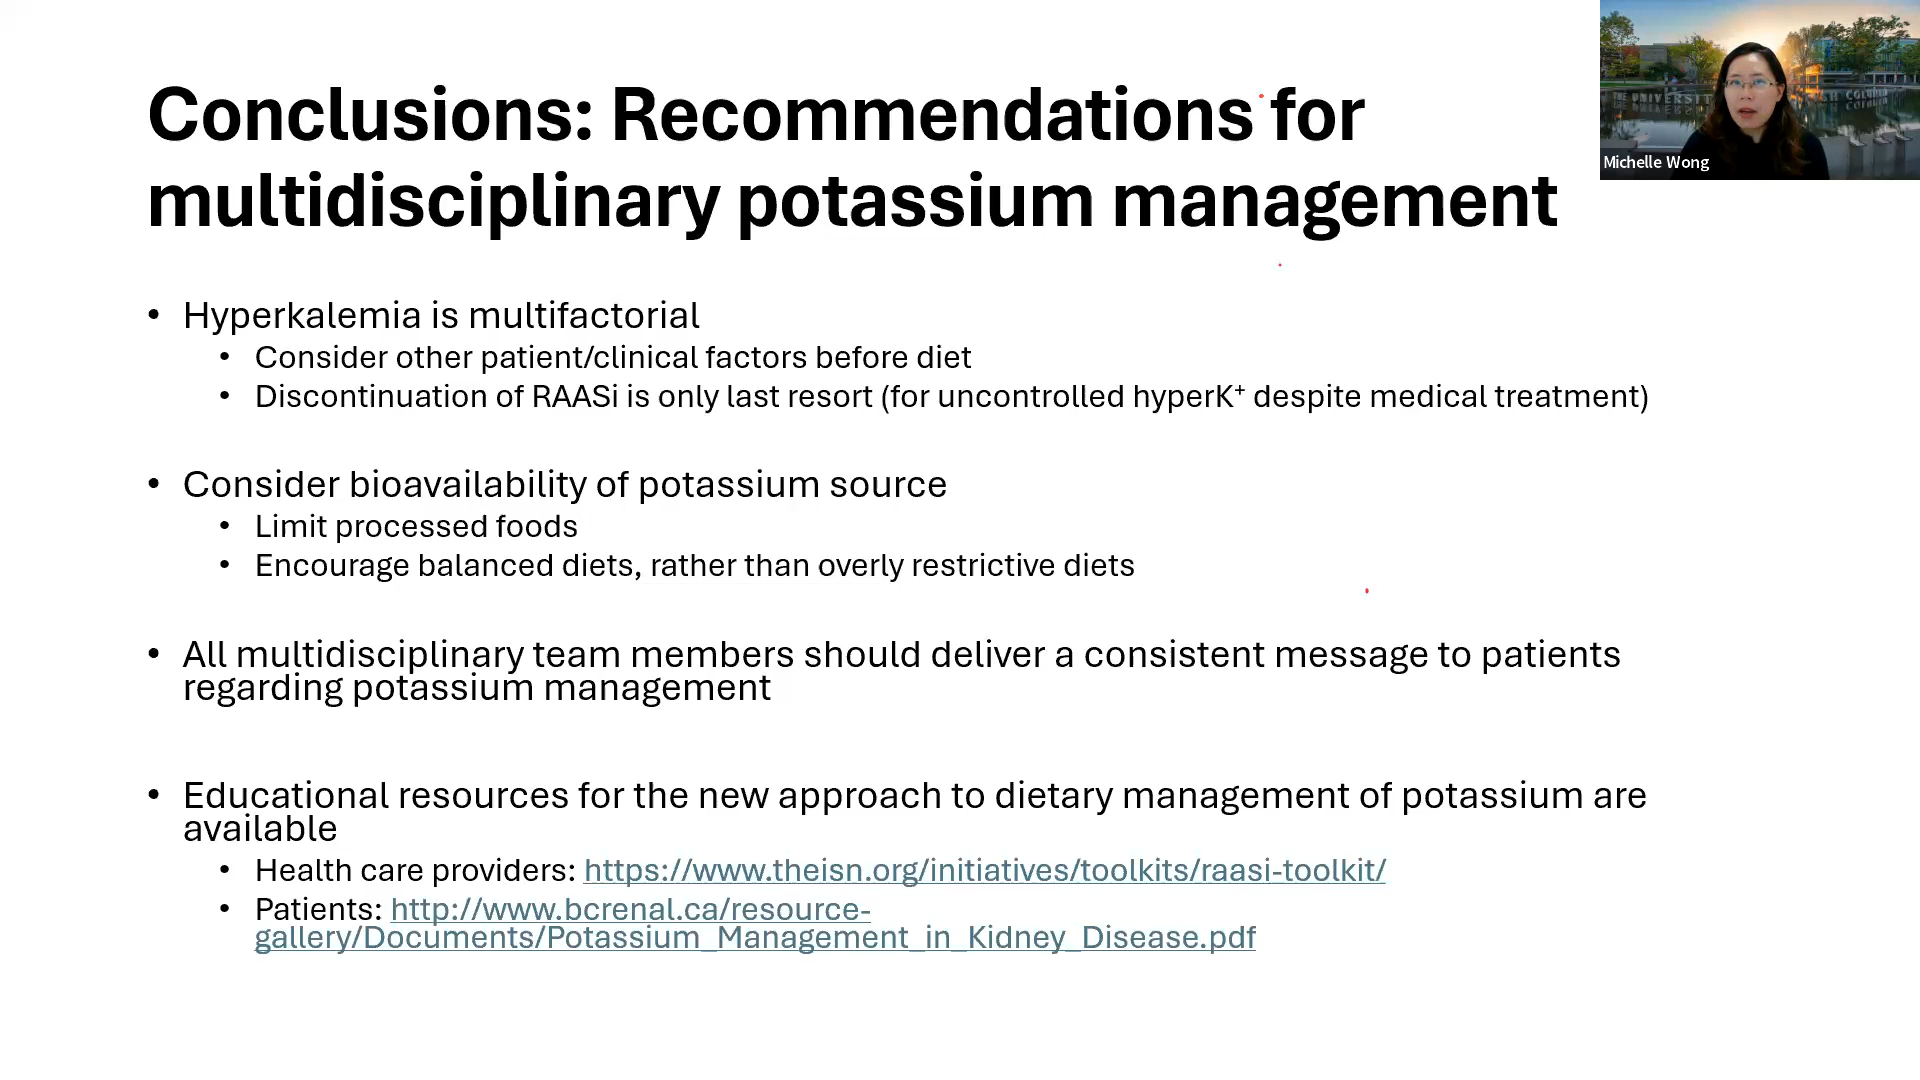 Conclusions: Recommendations for
multidisciplinary potassium management
Michelle Wong
• Hyperkalemia is multifactorial
• Consider other patient/clinical factors before diet
• Discontinuation of RAASi is only last resort (for uncontrolled hyperK⁺ despite medical treatment)
• Consider bioavailability of potassium source
• Limit processed foods
• Encourage balanced diets, rather than overly restrictive diets
• All multidisciplinary team members should deliver a consistent message to patients
regarding potassium management
• Educational resources for the new approach to dietary management of potassium are
available
• Health care providers: https://www.theisn.org/initiatives/toolkits/raasi-toolkit/
• Patients: http://www.bcrenal.ca/resource-
gallery/Documents/Potassium_Management_in_Kidney_Disease.pdf